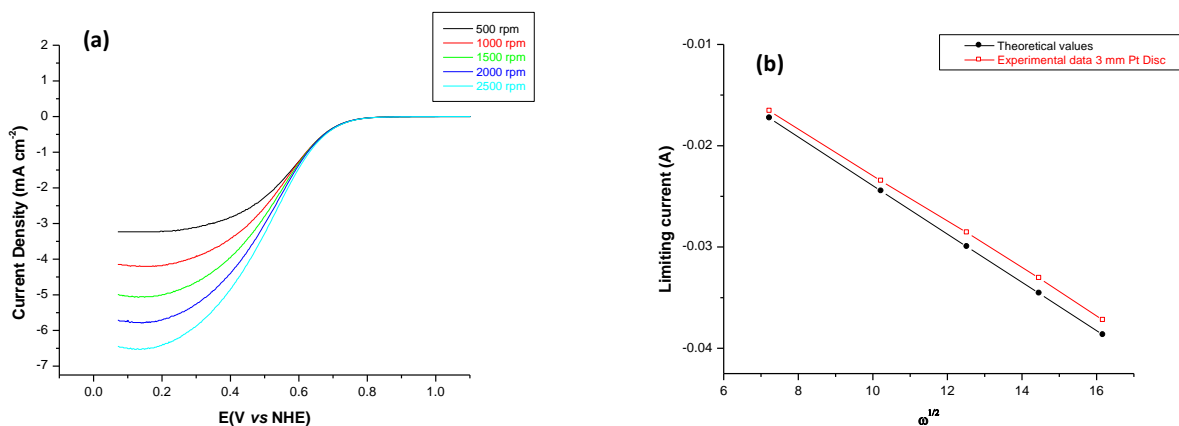 (a)
500 rpm
1000 rpm
1500 rpm
2000 rpm
2500 rpm
2
1
0
-1
-2
-3
-4
-5
-6
-7
Current Density (mA cm-2)
0.0 0.2 0.4 0.6 0.8 1.0
E(V vs NHE)
(b)
Theoretical values
Experimental data 3 mm Pt Disc
-0.01
-0.02
-0.03
-0.04
Limiting current (A)
6 8 10 12 14 16
ω1/2